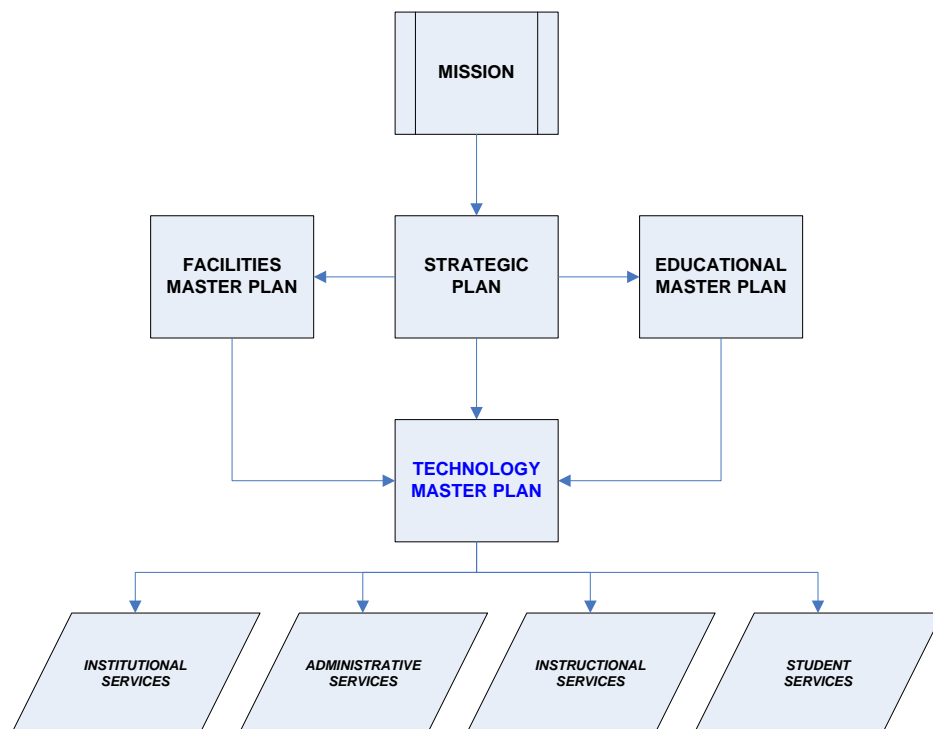 MISSION
FACILITIES
MASTER PLAN
STRATEGIC
PLAN
EDUCATIONAL
MASTER PLAN
TECHNOLOGY
MASTER PLAN
INSTITUTIONAL
SERVICES
ADMINISTRATIVE
SERVICES
INSTRUCTIONAL
SERVICES
STUDENT
SERVICES